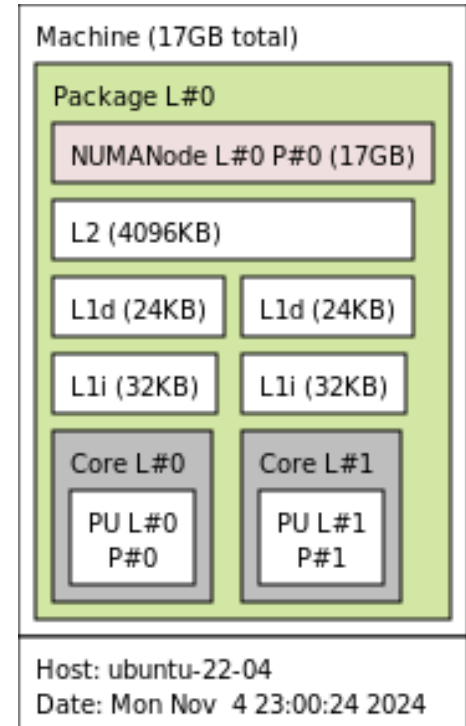 Machine (17GB total)
Package L#0
NUMANode L#0 P#0 (17GB)
L2 (4096KB)
L1d (24KB)
L1d (24KB)
L1i (32KB)
L1i (32KB)
Core L#0
PU L#0
P#0
Core L#1
PU L#1
P#1
Host: ubuntu-22-04
Date: Mon Nov  4 23:00:24 2024